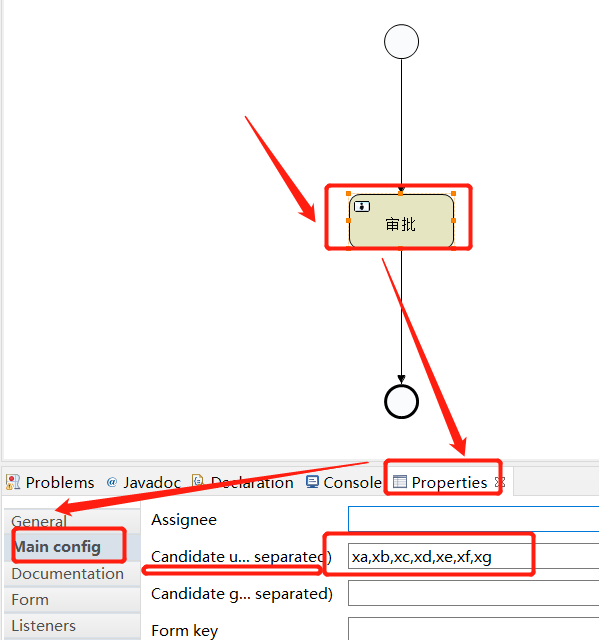 审批
Problems @ Javadoc Declaration Console Properties
General
Main config
Documentation
Form
Listeners
Assignee
Candidate u... separated) xa,xb,xc,xd,xe,xf,xg
Candidate g... separated)
Form key